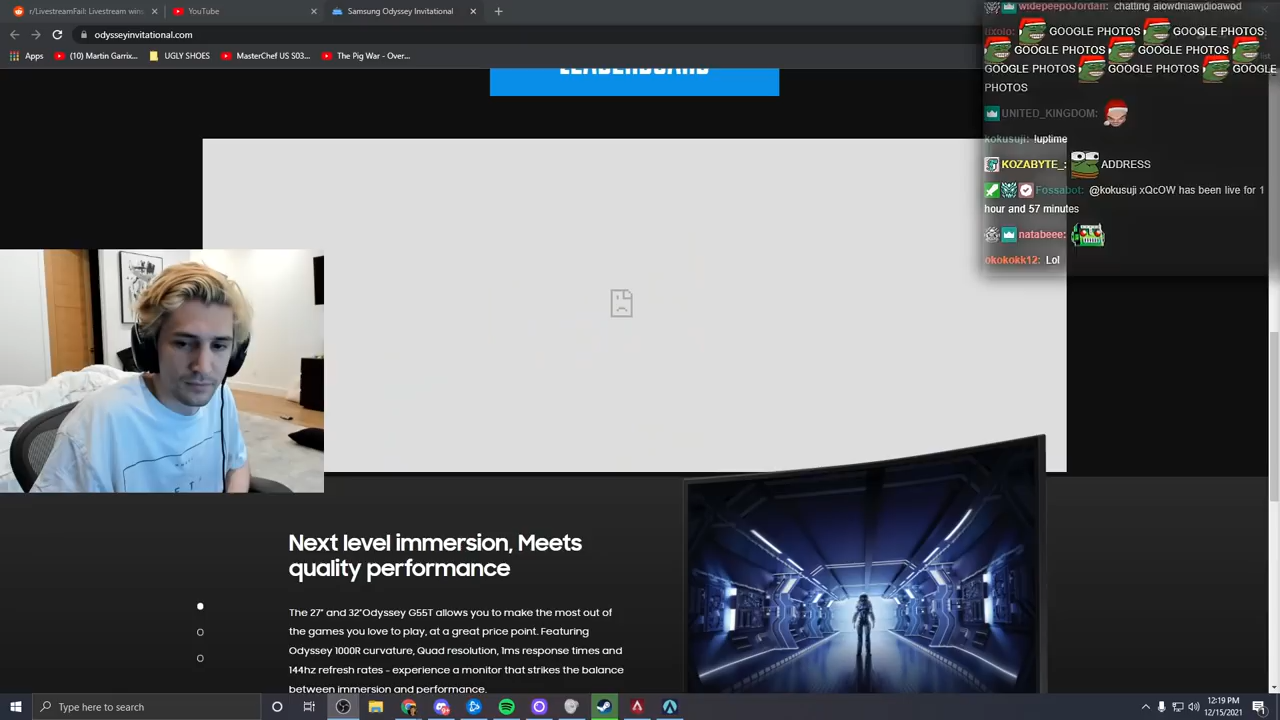 r/LivestreamFail: Livestream win
YouTube
Samsung Odyssey Invitational
odysseyinvitational.com
Apps
(10) Martin Garrix...
UGLY SHOES
MasterChef US S9E...
The Pig War - Over...
LEADERBOARD
widepeepoJordan: chatting aiowdniawjdioawod
GOOGLE PHOTOS GOOGLE PHOTOS
GOOGLE PHOTOS GOOGLE PHOTOS
GOOGLE PHOTOS GOOGLE PHOTOS GOOGLE
PHOTOS
UNITED_KINGDOM:
kokusuji: !uptime
KOZABYTE_: ADDRESS
Fossabot: @kokusuji xQcOW has been live for 1
hour and 57 minutes
natabeee:
okokokk12: Lol
Next level immersion, Meets
quality performance
The 27" and 32"Odyssey G55T allows you to make the most out of
the games you love to play, at a great price point. Featuring
Odyssey 1000R curvature, Quad resolution, 1ms response times and
144hz refresh rates - experience a monitor that strikes the balance
between immersion and performance.
Type here to search
12:19 PM
12/15/2021